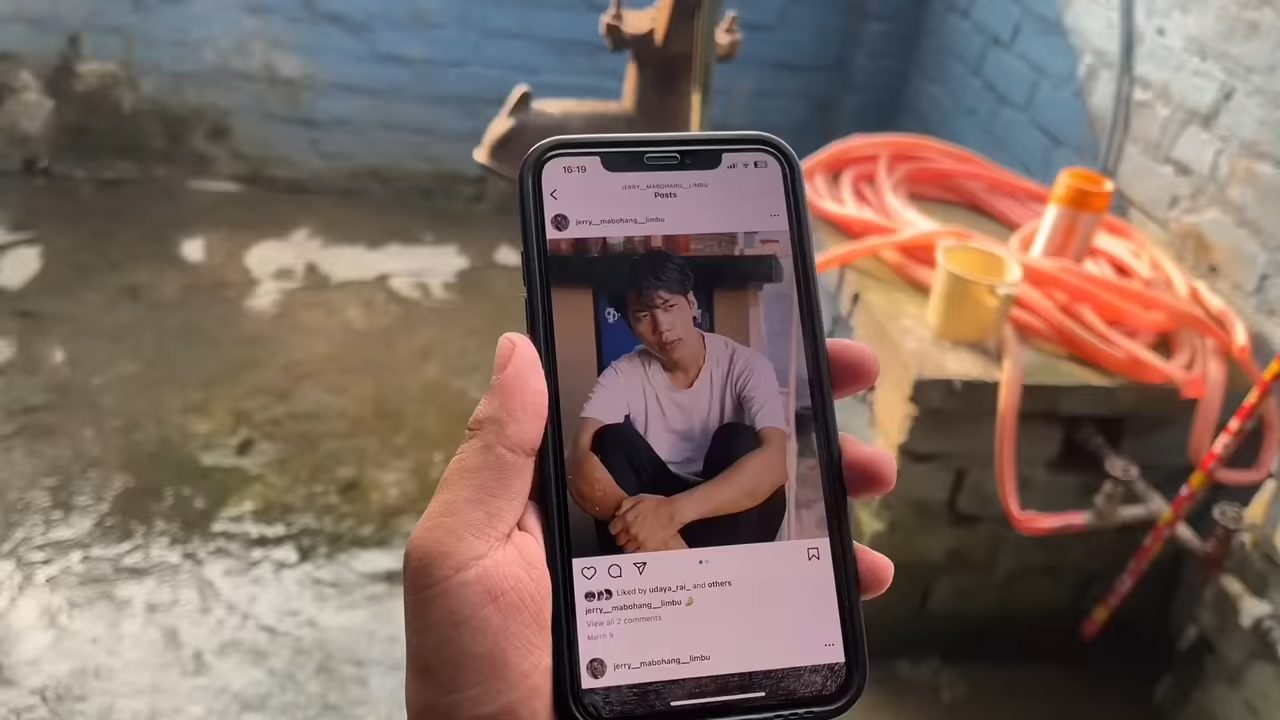 16:19
JERRY__MABOHANG__LIMBU
Posts
jerry__mabohang__limbu
Liked by udaya_rai_ and others
jerry__mabohang__limbu 🤌
View all 2 comments
March 9
jerry__mabohang__limbu